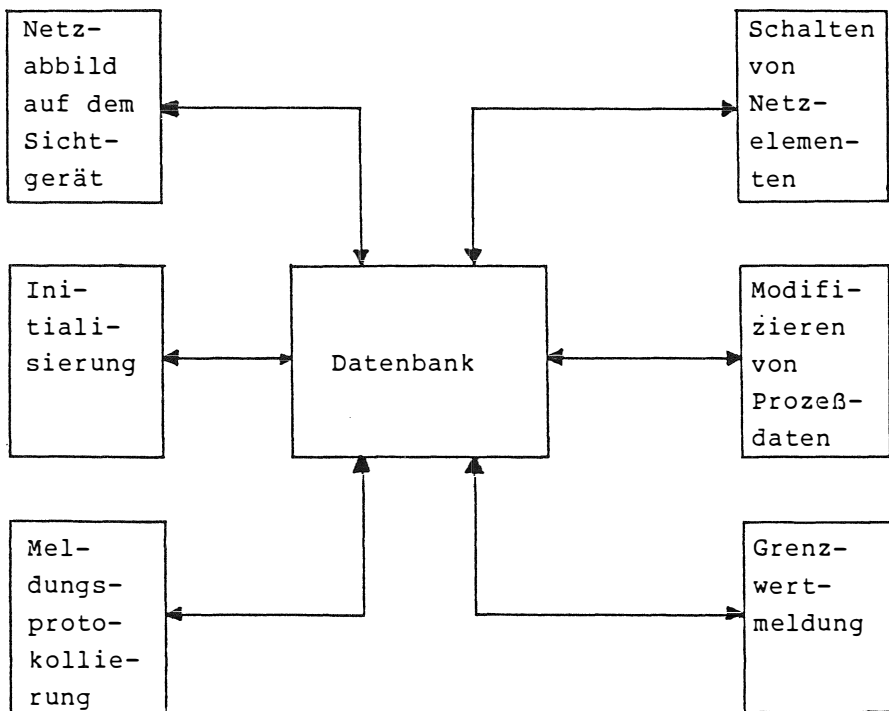 Netz-
abbild
auf dem
Sicht-
gerät
Schalten
von
Netz-
elemen-
ten
Ini-
tiali-
sierung
Datenbank
Modifi-
zieren
von
Prozeß-
daten
Mel-
dungs-
proto-
kollie-
rung
Grenz-
wert-
meldung